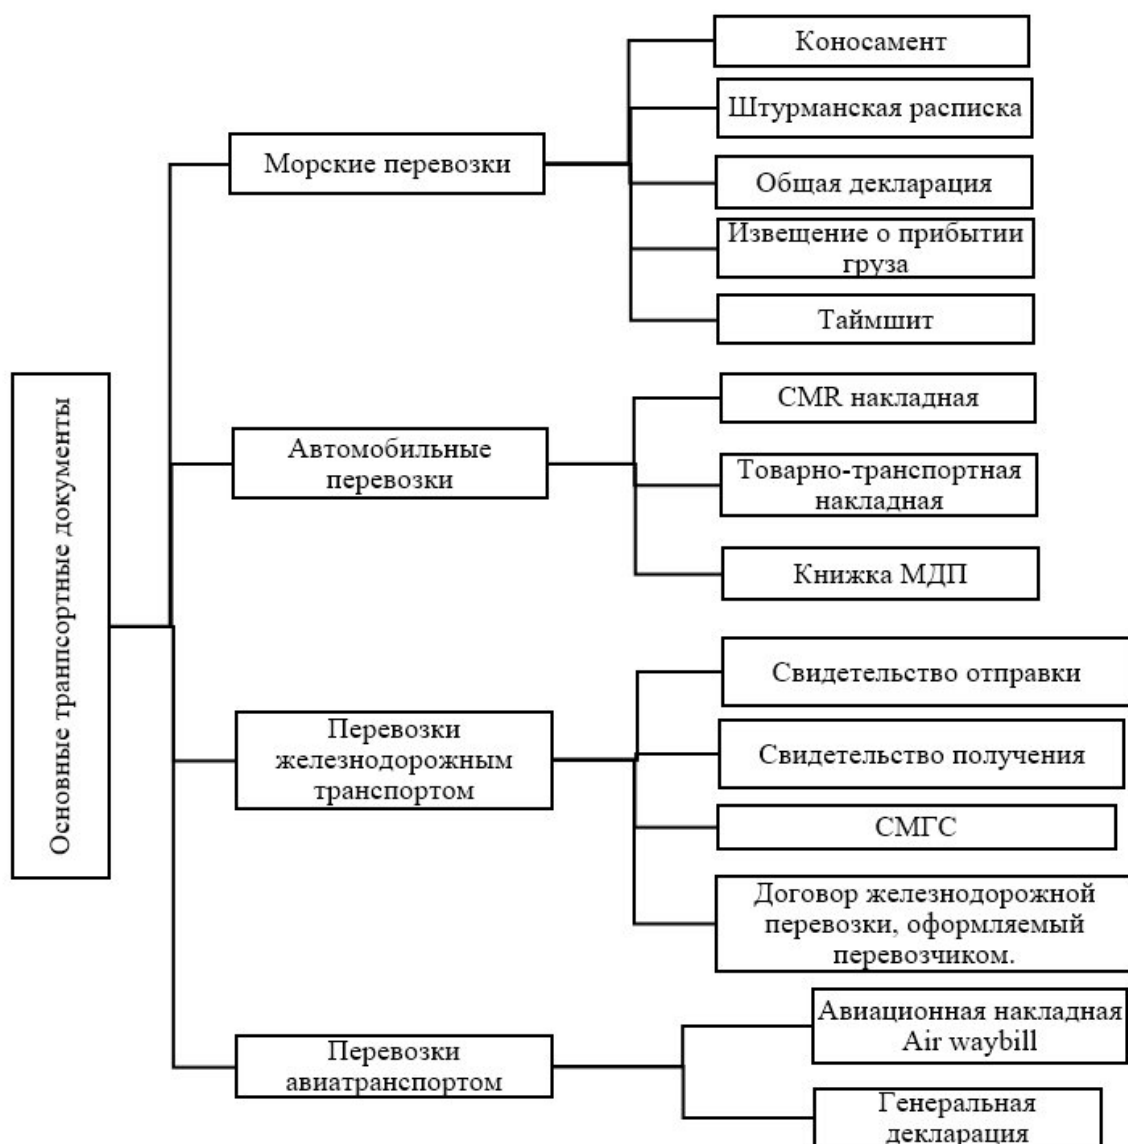 Коносамент
Штурманская расписка
Морские перевозки
Общая декларация
Извещение о прибытии
груза
Таймшит
Основные транпсортные документы
CMR накладная
Автомобильные
перевозки
Товарно-транспортная
накладная
Книжка МДП
Свидетельство отправки
Перевозки
железнодорожным
транспортом
Свидетельство получения
СМГС
Договор железнодорожной
перевозки, оформляемый
перевозчиком.
Авиационная накладная
Air waybill
Перевозки
авиатранспортом
Генеральная
декларация